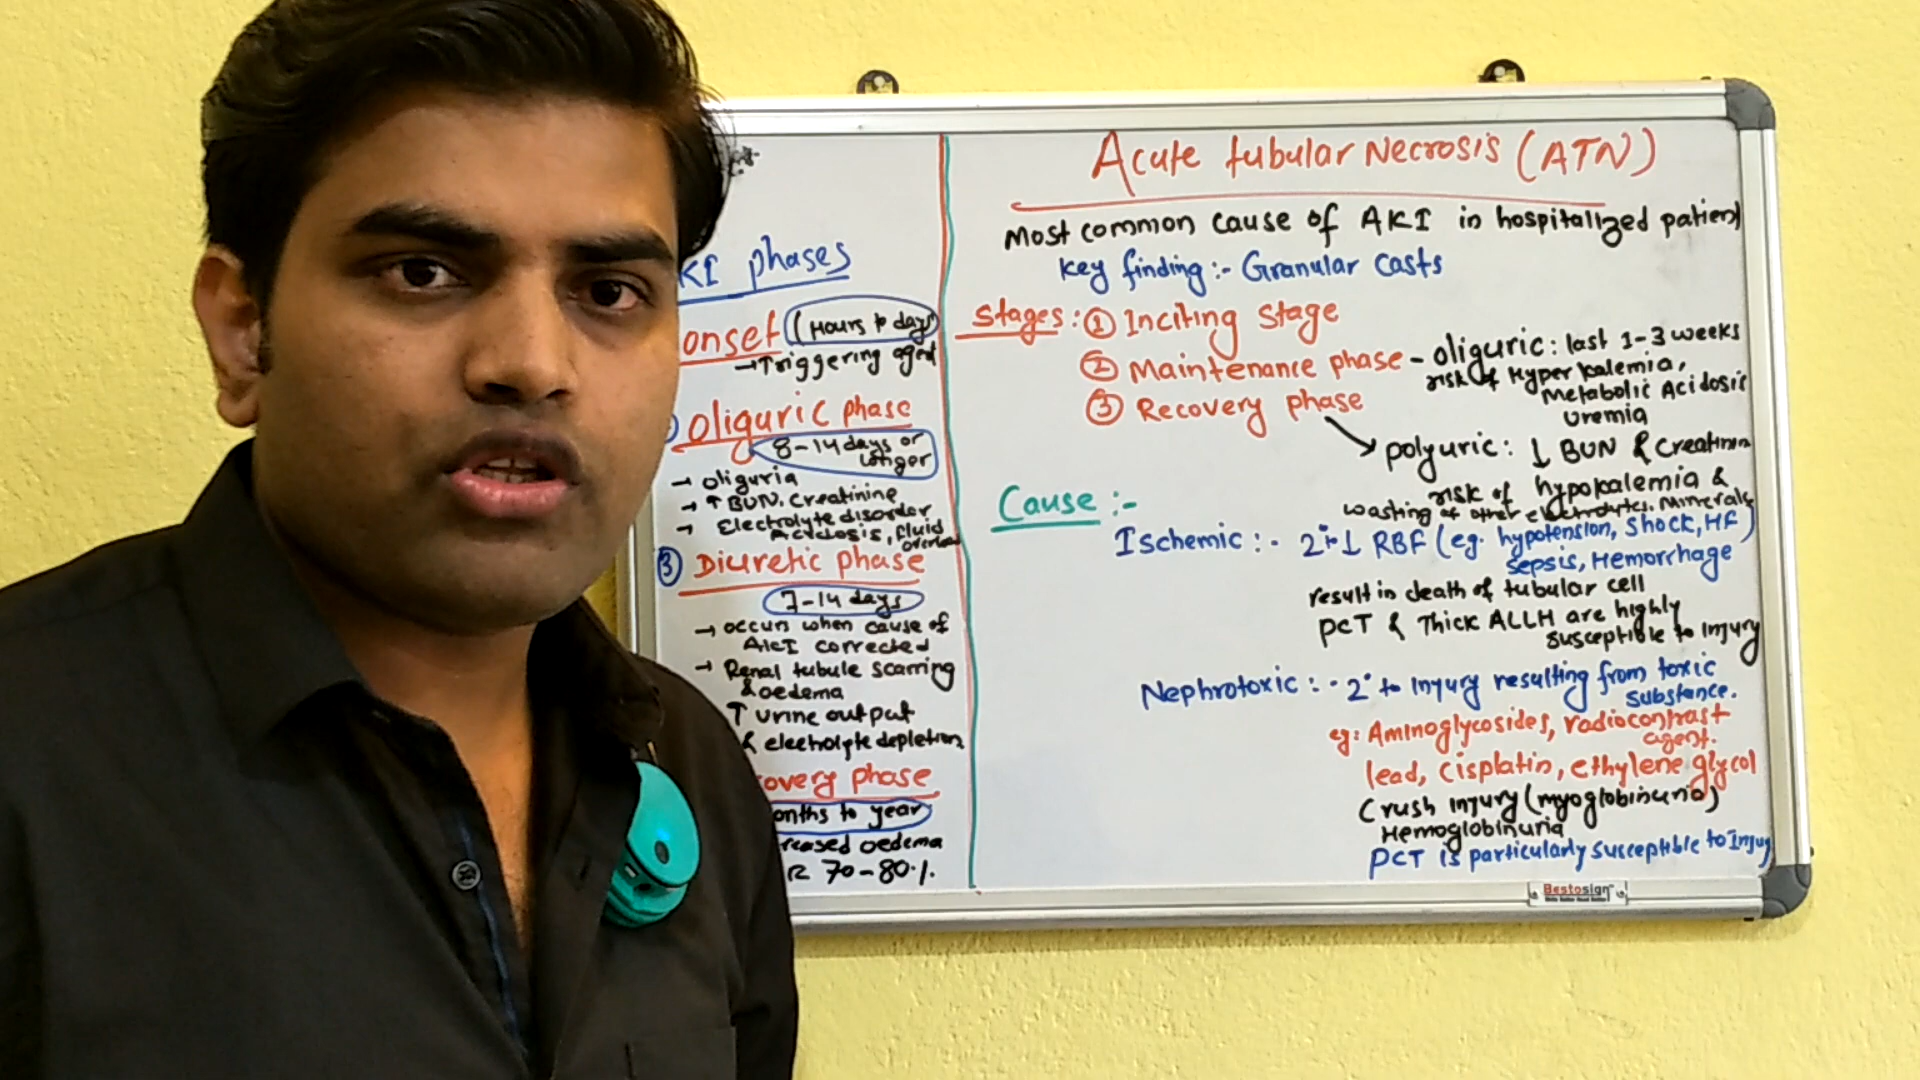 KI phases
onset (Hours to days
→Triggering agent
oliguric phase
8-14 days or
longer
→ oliguria
→ ↑ BUN, Creatinine
→ Electrolyte disorder
Acidosis, fluid
overload
③ Diuretic phase
7-14 days
→ occurs when cause of
AKI corrected
→ Renal tubule scarring
& oedema
↑ urine output
& electrolyte depletion
overy phase
onths to year
reased oedema
R 70-80%.
Acute tubular Necrosis (ATN)
Most common cause of AKI in hospitalized patient
Key finding:- Granular Casts
Stages: ① Inciting Stage
② Maintenance phase - oliguric: last 1-3 weeks
risk of Hyperkalemia,
Metabolic Acidosis
Uremia
③ Recovery phase
polyuric: ↓ BUN & Creatinin
risk of hypokalemia &
wasting of other electrolytes, Minerals
Cause:-
Ischemic:- 2° to ↓ RBF (eg. hypotension, Shock, HF)
Sepsis, Hemorrhage
result in death of tubular cell
PCT & Thick ALLH are highly
susceptible to Injury
Nephrotoxic:- 2° to Injury resulting from toxic
substance.
eg: Aminoglycosides, radiocontrast
agent.
lead, Cisplatin, ethylene glycol
Crush Injury (myoglobinuria)
Hemoglobinuria
PCT is particularly susceptible to Injury
Bestosign